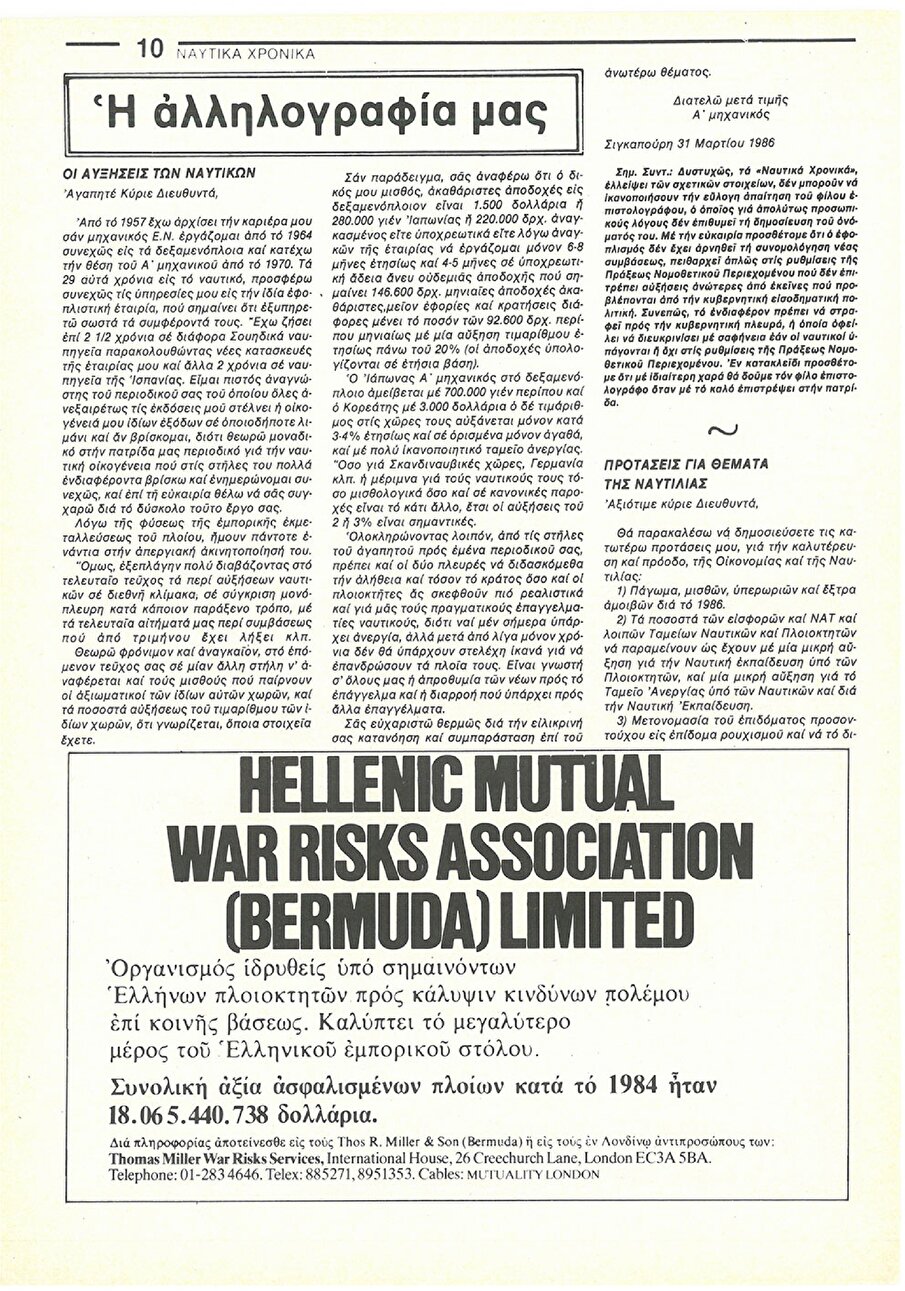 10 ΝΑΥΤΙΚΑ ΧΡΟΝΙΚΑ
Ἡ ἀλληλογραφία μας
ΟΙ ΑΥΞΗΣΕΙΣ ΤΩΝ ΝΑΥΤΙΚΩΝ
Ἀγαπητέ Κύριε Διευθυντά,
Ἀπό τό 1957 ἔχω ἀρχίσει τήν καριέρα μου
σάν μηχανικός Ε.Ν. ἐργάζομαι ἀπό τό 1964
συνεχῶς εἰς τά δεξαμενόπλοια καί κατέχω
τήν θέση τοῦ Α΄ μηχανικοῦ ἀπό τό 1970. Τά
29 αὐτά χρόνια εἰς τό ναυτικό, προσφέρω
συνεχῶς τίς ὑπηρεσίες μου εἰς τήν ἰδία ἐφο-
πλιστική ἑταιρία, πού σημαίνει ὅτι ἐξυπηρε-
τῶ σωστά τά συμφέροντά τους. Ἔχω ζήσει
ἐπί 2 1/2 χρόνια σέ διάφορα Σουηδικά ναυ-
πηγεῖα παρακολουθώντας νέες κατασκευές
τῆς ἑταιρίας μου καί ἄλλα 2 χρόνια σέ ναυ-
πηγεῖα τῆς Ἱσπανίας. Εἶμαι πιστός ἀναγνώ-
στης τοῦ περιοδικοῦ σας τοῦ ὁποίου ὅλες ἀ-
νεξαιρέτως τίς ἐκδόσεις μοῦ στέλνει ἡ οἰκο-
γένειά μου ἰδίων ἐξόδων σέ ὁποιοδήποτε λι-
μάνι καί ἄν βρίσκομαι, διότι θεωρῶ μοναδι-
κό στήν πατρίδα μας περιοδικό γιά τήν ναυ-
τική οἰκογένεια πού στίς στῆλες του πολλά
ἐνδιαφέροντα βρίσκω καί ἐνημερώνομαι συ-
νεχῶς, καί ἐπί τῇ εὐκαιρία θέλω νά σᾶς συγ-
χαρῶ διά τό δύσκολο τοῦτο ἔργο σας.
Λόγω τῆς φύσεως τῆς ἐμπορικῆς ἐκμε-
ταλλεύσεως τοῦ πλοίου, ἤμουν πάντοτε ἐ-
νάντια στήν ἀπεργιακή ἀκινητοποίησή του.
Ὅμως, ἐξεπλάγην πολύ διαβάζοντας στό
τελευταῖο τεῦχος τά περί αὐξήσεων ναυτι-
κῶν σέ διεθνῆ κλίμακα, σέ σύγκριση μονό-
πλευρη κατά κάποιον παράξενο τρόπο, μέ
τά τελευταῖα αἰτήματά μας περί συμβάσεως
πού ἀπό τριμήνου ἔχει λήξει κλπ.
Θεωρῶ φρόνιμον καί ἀναγκαῖον, στό ἑπό-
μενον τεῦχος σας σέ μίαν ἄλλη στήλη ν' ἀ-
ναφέρεται καί τούς μισθούς πού παίρνουν
οἱ ἀξιωματικοί τῶν ἰδίων αὐτῶν χωρῶν, καί
τά ποσοστά αὐξήσεως τοῦ τιμαρίθμου τῶν ἰ-
δίων χωρῶν, ὅτι γνωρίζεται, ὅποια στοιχεῖα
ἔχετε.
Σάν παράδειγμα, σᾶς ἀναφέρω ὅτι ὁ δι-
κός μου μισθός, ἀκαθάριστες ἀποδοχές εἰς
δεξαμενόπλοιον εἶναι 1.500 δολλάρια ἤ
280.000 γιέν Ἰαπωνίας ἤ 220.000 δρχ. ἀναγ-
κασμένος εἴτε ὑποχρεωτικά εἴτε λόγω ἀναγ-
κῶν τῆς ἑταιρίας νά ἐργάζομαι μόνον 6-8
μῆνες ἐτησίως καί 4-5 μῆνες σέ ὑποχρεωτι-
κή ἄδεια ἄνευ οὐδεμιᾶς ἀποδοχῆς πού ση-
μαίνει 146.600 δρχ. μηνιαῖες ἀποδοχές ἀκα-
θάριστες,μεῖον ἐφορίες καί κρατήσεις διά-
φορες μένει τό ποσόν τῶν 92.600 δρχ. περί-
που μηνιαίως μέ μία αὔξηση τιμαρίθμου ἐ-
τησίως πάνω τοῦ 20% (οἱ ἀποδοχές ὑπολο-
γίζονται σέ ἐτήσια βάση).
Ὁ Ἰάπωνας Α΄ μηχανικός στό δεξαμενό-
πλοιο ἀμείβεται μέ 700.000 γιέν περίπου καί
ὁ Κορεάτης μέ 3.000 δολλάρια ὁ δέ τιμάριθ-
μος στίς χῶρες τους αὐξάνεται μόνον κατά
3-4% ἐτησίως καί σέ ὁρισμένα μόνον ἀγαθά,
καί μέ πολύ ἱκανοποιητικό ταμεῖο ἀνεργίας.
Ὅσο γιά Σκανδιναυβικές χῶρες, Γερμανία
κλπ. ἡ μέριμνα γιά τούς ναυτικούς τους τό-
σο μισθολογικά ὅσο καί σέ κανονικές παρο-
χές εἶναι τό κάτι ἄλλο, ἔτσι οἱ αὐξήσεις τοῦ
2 ἤ 3% εἶναι σημαντικές.
Ὁλοκληρώνοντας λοιπόν, ἀπό τίς στῆλες
τοῦ ἀγαπητοῦ πρός ἐμένα περιοδικοῦ σας,
πρέπει καί οἱ δύο πλευρές νά διδασκόμεθα
τήν ἀλήθεια καί τόσον τό κράτος ὅσο καί οἱ
πλοιοκτῆτες ἄς σκεφθοῦν πιό ρεαλιστικά
καί γιά μᾶς τούς πραγματικούς ἐπαγγελμα-
τίες ναυτικούς, διότι ναί μέν σήμερα ὑπάρ-
χει ἀνεργία, ἀλλά μετά ἀπό λίγα μόνον χρό-
νια δέν θά ὑπάρχουν στελέχη ἱκανά γιά νά
ἐπανδρώσουν τά πλοῖα τους. Εἶναι γνωστή
σ' ὅλους μας ἡ ἀπροθυμία τῶν νέων πρός τό
ἐπάγγελμα καί ἡ διαρροή πού ὑπάρχει πρός
ἄλλα ἐπαγγέλματα.
Σᾶς εὐχαριστῶ θερμῶς διά τήν εἰλικρινή
σας κατανόηση καί συμπαράσταση ἐπί τοῦ
ἀνωτέρω θέματος.
Διατελῶ μετά τιμῆς
Α΄ μηχανικός
Σιγκαπούρη 31 Μαρτίου 1986
Σημ. Συντ.: Δυστυχῶς, τά «Ναυτικά Χρονικά»,
ἐλλείψει τῶν σχετικῶν στοιχείων, δέν μποροῦν νά
ἱκανοποιήσουν τήν εὔλογη ἀπαίτηση τοῦ φίλου ἐ-
πιστολογράφου, ὁ ὁποῖος γιά ἀπολύτως προσωπι-
κούς λόγους δέν ἐπιθυμεῖ τή δημοσίευση τοῦ ὀνό-
ματός του. Μέ τήν εὐκαιρία προσθέτομε ὅτι ὁ ἐφο-
πλισμός δέν ἔχει ἀρνηθεῖ τή συνομολόγηση νέας
συμβάσεως, πειθαρχεῖ ἁπλῶς στίς ρυθμίσεις τῆς
Πράξεως Νομοθετικοῦ Περιεχομένου πού δέν ἐπι-
τρέπει αὐξήσεις ἀνώτερες ἀπό ἐκεῖνες πού προ-
βλέπονται ἀπό τήν κυβερνητική εἰσοδηματική πο-
λιτική. Συνεπῶς, τό ἐνδιαφέρον πρέπει νά στρα-
φεῖ πρός τήν κυβερνητική πλευρά, ἡ ὁποία ὀφεί-
λει νά διευκρινίσει μέ σαφήνεια ἐάν οἱ ναυτικοί ὑ-
πάγονται ἤ ὄχι στίς ρυθμίσεις τῆς Πράξεως Νομο-
θετικοῦ Περιεχομένου. Ἐν κατακλεῖδι προσθέτο-
με ὅτι μέ ἰδιαίτερη χαρά θά δοῦμε τόν φίλο ἐπιστο-
λογράφο ὅταν μέ τό καλό ἐπιστρέψει στήν πατρί-
δα.
ΠΡΟΤΑΣΕΙΣ ΓΙΑ ΘΕΜΑΤΑ
ΤΗΣ ΝΑΥΤΙΛΙΑΣ
Ἀξιότιμε κύριε Διευθυντά,
Θά παρακαλέσω νά δημοσιεύσετε τις κα-
τωτέρω προτάσεις μου, γιά τήν καλυτέρευ-
ση καί πρόοδο, τῆς Οἰκονομίας καί τῆς Ναυ-
τιλίας:
1) Πάγωμα, μισθῶν, ὑπερωριῶν καί ἔξτρα
ἀμοιβῶν διά τό 1986.
2) Τά ποσοστά τῶν εἰσφορῶν καί ΝΑΤ καί
λοιπῶν Ταμείων Ναυτικῶν καί Πλοιοκτητῶν
νά παραμείνουν ὡς ἔχουν μέ μία μικρή αὔ-
ξηση γιά τήν Ναυτική ἐκπαίδευση ὑπό τῶν
Πλοιοκτητῶν, καί μία μικρή αὔξηση γιά τό
Ταμεῖο Ἀνεργίας ὑπό τῶν Ναυτικῶν καί διά
τήν Ναυτική Ἐκπαίδευση.
3) Μετονομασία τοῦ ἐπιδόματος προσον-
τούχου εἰς ἐπίδομα ρουχισμοῦ καί νά τό δι-
HELLENIC MUTUAL
WAR RISKS ASSOCIATION
(BERMUDA) LIMITED
Ὀργανισμός ἱδρυθείς ὑπό σημαινόντων
Ἑλλήνων πλοιοκτητῶν πρός κάλυψιν κινδύνων πολέμου
ἐπί κοινῆς βάσεως. Καλύπτει τό μεγαλύτερο
μέρος τοῦ Ἑλληνικοῦ ἐμπορικοῦ στόλου.
Συνολική ἀξία ἀσφαλισμένων πλοίων κατά τό 1984 ἦταν
18.065.440.738 δολλάρια.
Διά πληροφορίας ἀποτείνεσθε εἰς τούς Thos R. Miller & Son (Bermuda) ἤ εἰς τούς ἐν Λονδίνῳ ἀντιπροσώπους των:
Thomas Miller War Risks Services, International House, 26 Creechurch Lane, London EC3A 5BA.
Telephone: 01-283 4646. Telex: 885271, 8951353. Cables: MUTUALITY LONDON